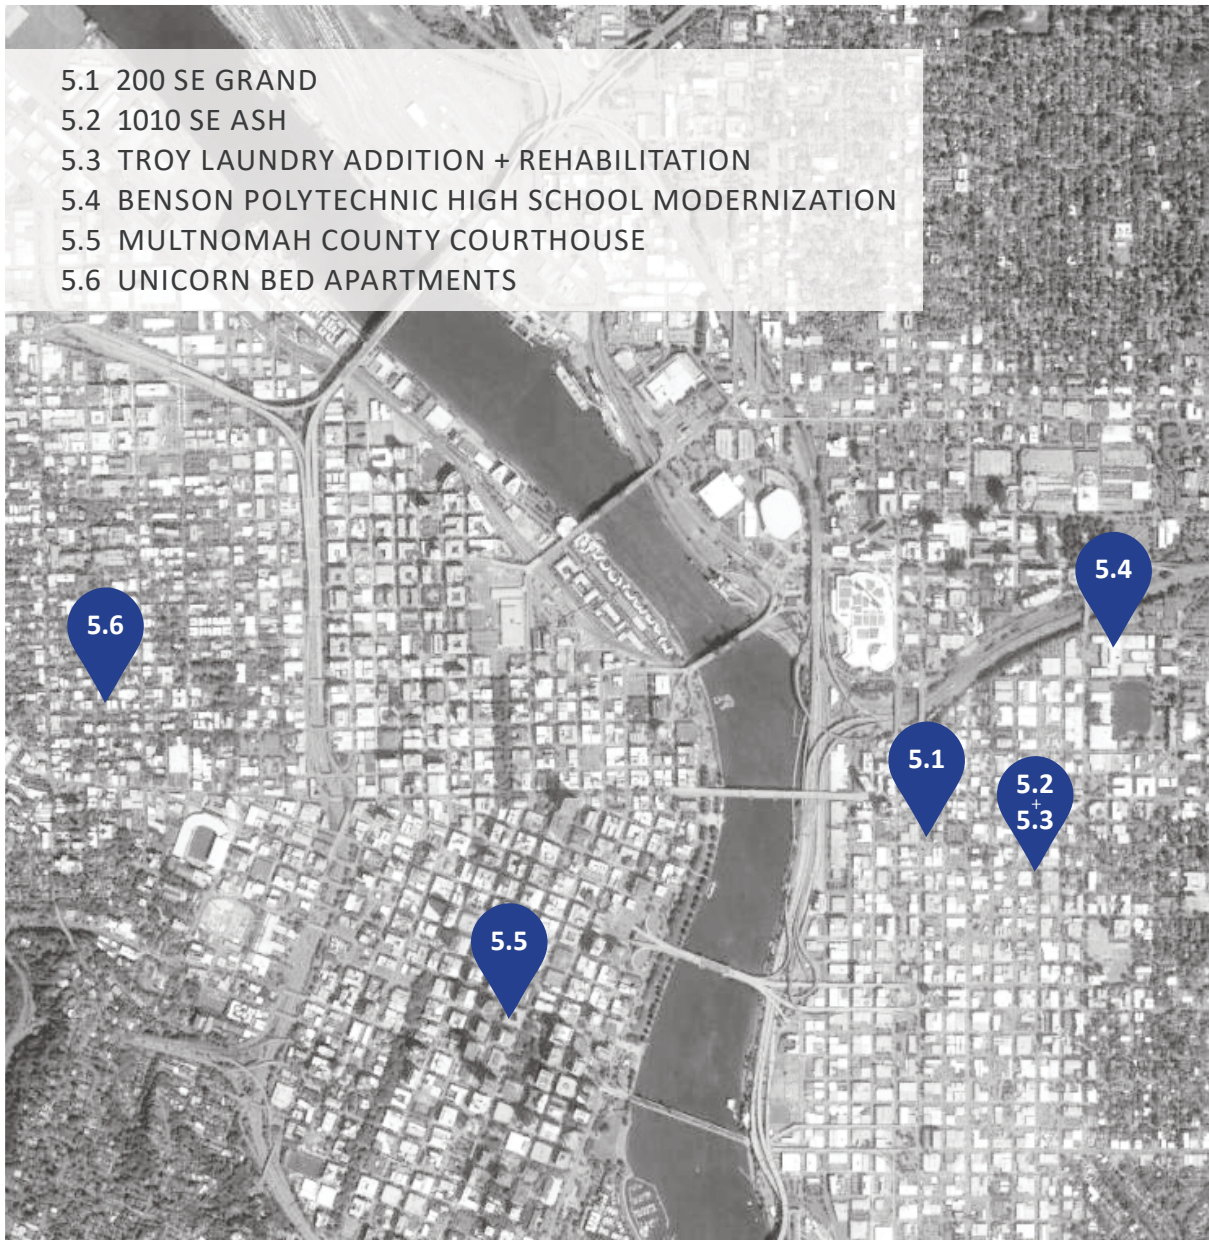 5.1 200 SE GRAND
5.2 1010 SE ASH
5.3 TROY LAUNDRY ADDITION + REHABILITATION
5.4 BENSON POLYTECHNIC HIGH SCHOOL MODERNIZATION
5.5 MULTNOMAH COUNTY COURTHOUSE
5.6 UNICORN BED APARTMENTS
5.4
5.6
5.1
5.2
+
5.3
5.5